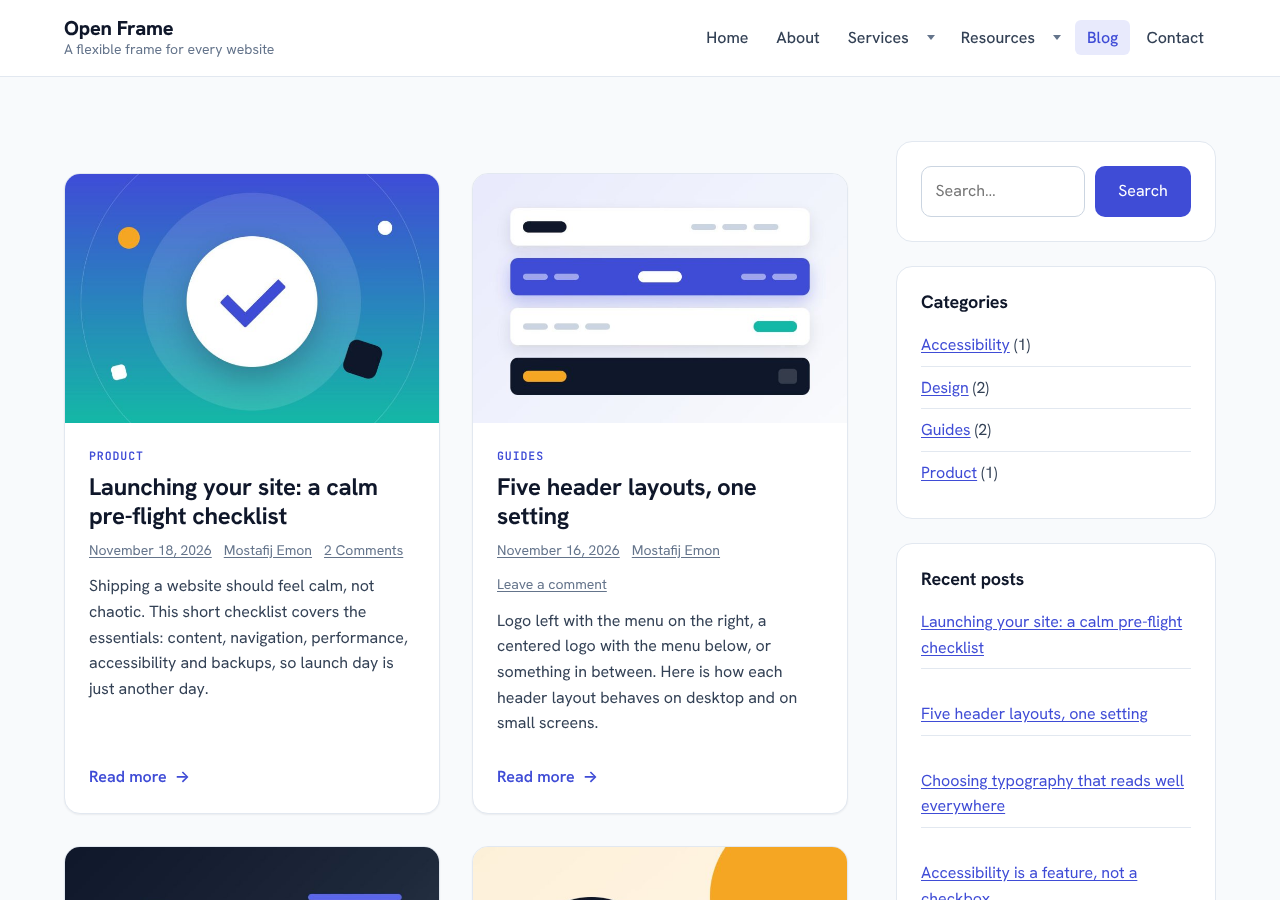 Open Frame
A flexible frame for every website
Home About Services Resources Blog Contact
PRODUCT
Launching your site: a calm
pre-flight checklist
November 18, 2026 Mostafij Emon 2 Comments
Shipping a website should feel calm, not
chaotic. This short checklist covers the
essentials: content, navigation, performance,
accessibility and backups, so launch day is
just another day.
Read more →
GUIDES
Five header layouts, one
setting
November 16, 2026 Mostafij Emon
Leave a comment
Logo left with the menu on the right, a
centered logo with the menu below, or
something in between. Here is how each
header layout behaves on desktop and on
small screens.
Read more →
Search... Search
Categories
Accessibility (1)
Design (2)
Guides (2)
Product (1)
Recent posts
Launching your site: a calm pre-flight
checklist
Five header layouts, one setting
Choosing typography that reads well
everywhere
Accessibility is a feature, not a
checkbox